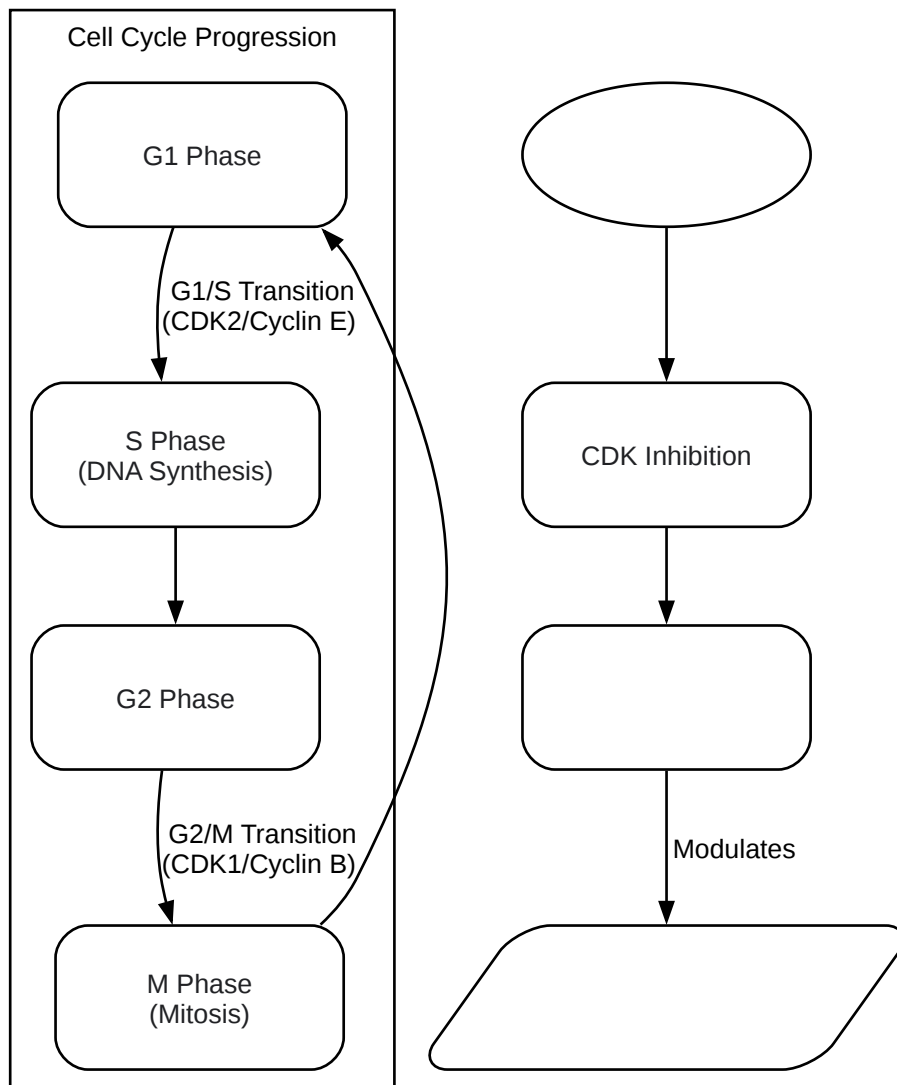 Cell Cycle Progression
G1 Phase
G1/S Transition
(CDK2/Cyclin E)
S Phase
(DNA Synthesis)
CDK Inhibition
G2 Phase
G2/M Transition
(CDK1/Cyclin B)
Modulates
M Phase
(Mitosis)